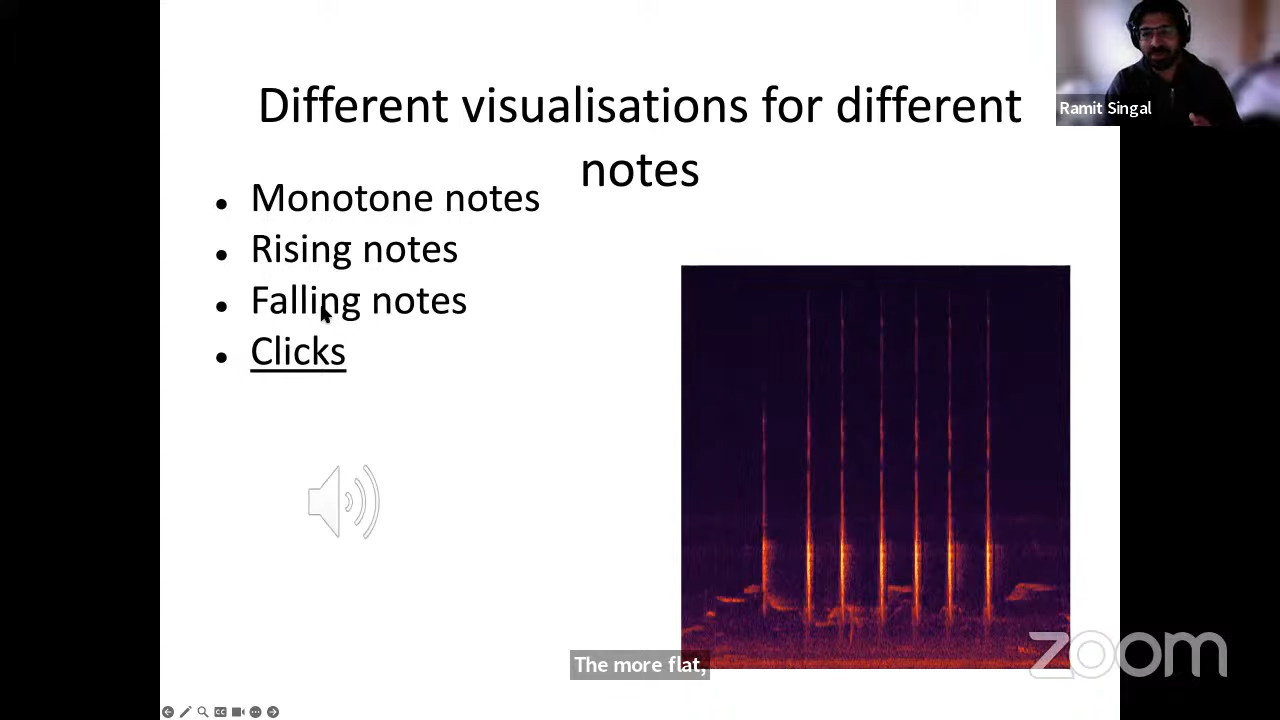 Different visualisations for different
notes
Monotone notes
Rising notes
Falling notes
Clicks
Ramit Singal
The more flat,
zoom